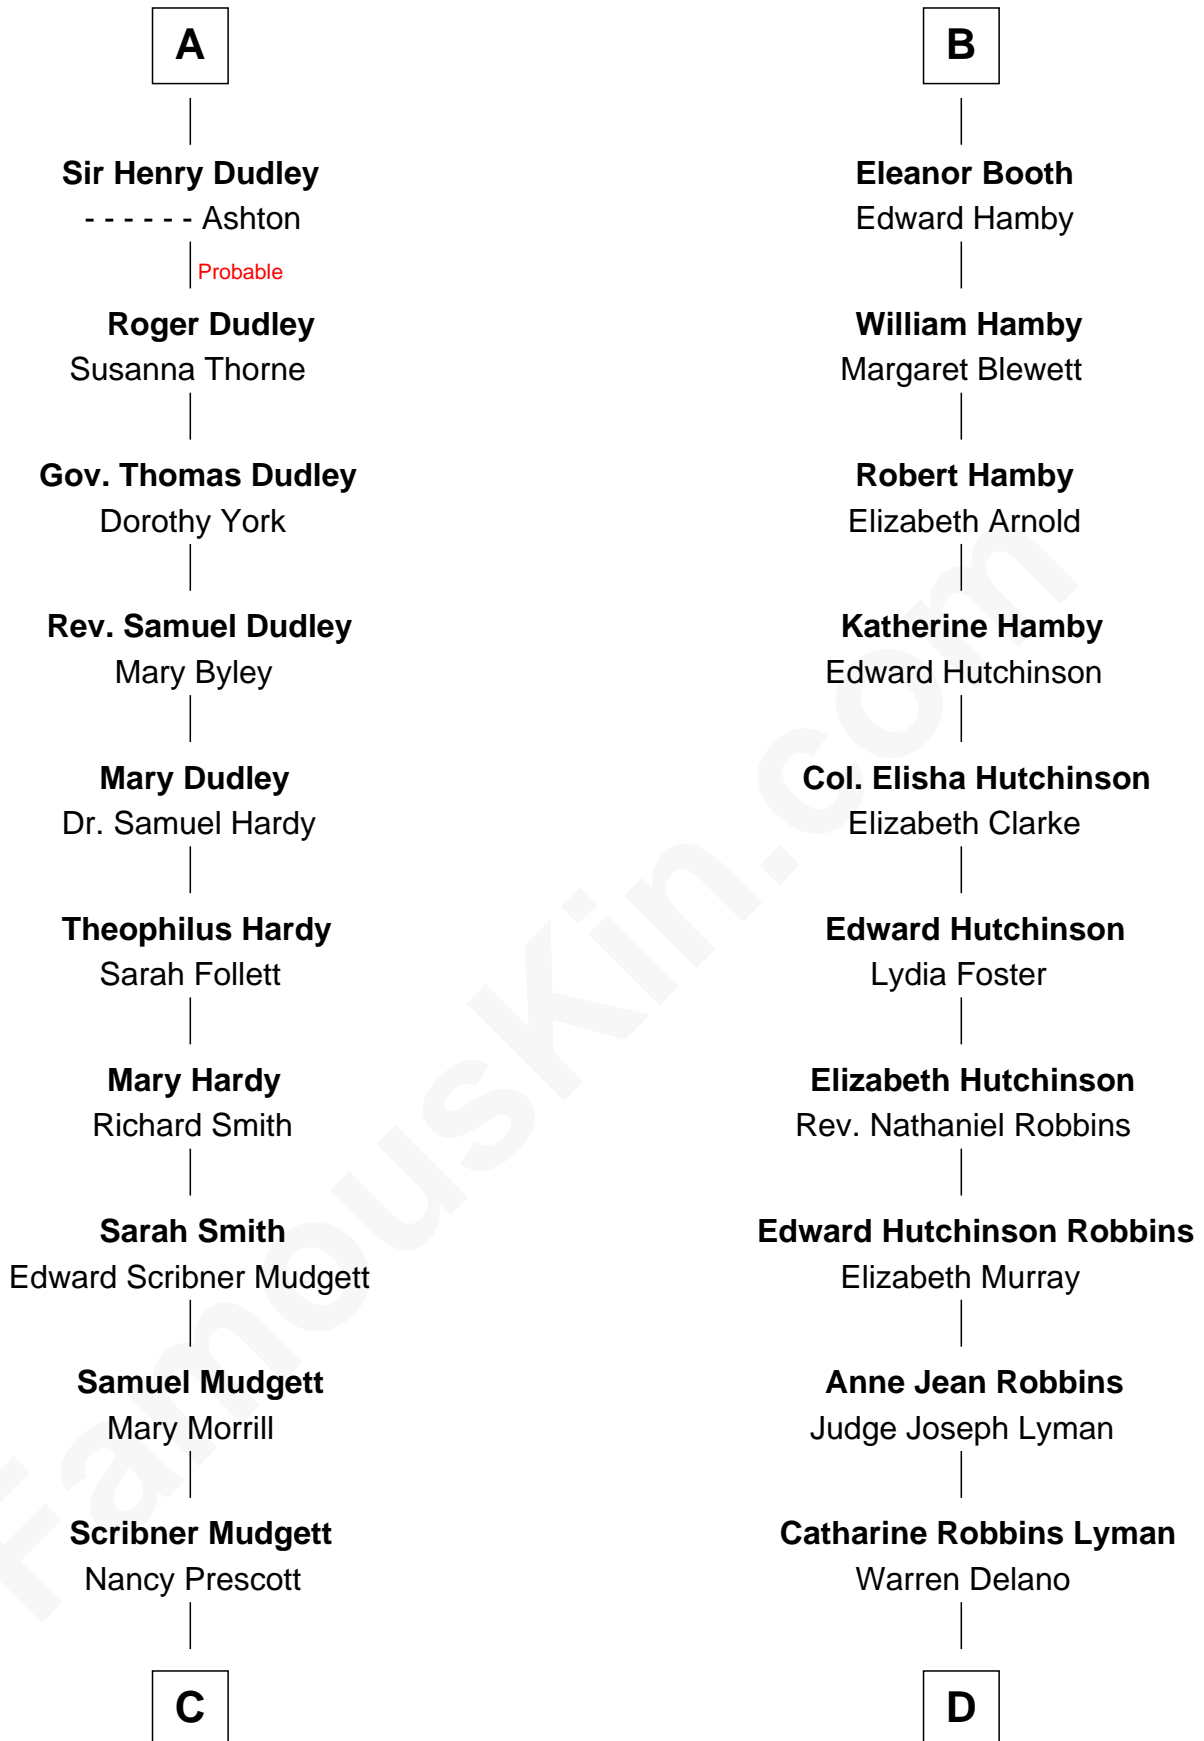 A
Sir Henry Dudley
- - - - - - Ashton
Probable
Roger Dudley
Susanna Thorne
Gov. Thomas Dudley
Dorothy York
Rev. Samuel Dudley
Mary Byley
Mary Dudley
Dr. Samuel Hardy
Theophilus Hardy
Sarah Follett
Mary Hardy
Richard Smith
Sarah Smith
Edward Scribner Mudgett
Samuel Mudgett
Mary Morrill
Scribner Mudgett
Nancy Prescott
C
B
Eleanor Booth
Edward Hamby
William Hamby
Margaret Blewett
Robert Hamby
Elizabeth Arnold
Katherine Hamby
Edward Hutchinson
Col. Elisha Hutchinson
Elizabeth Clarke
Edward Hutchinson
Lydia Foster
Elizabeth Hutchinson
Rev. Nathaniel Robbins
Edward Hutchinson Robbins
Elizabeth Murray
Anne Jean Robbins
Judge Joseph Lyman
Catharine Robbins Lyman
Warren Delano
D
FamousKin.com